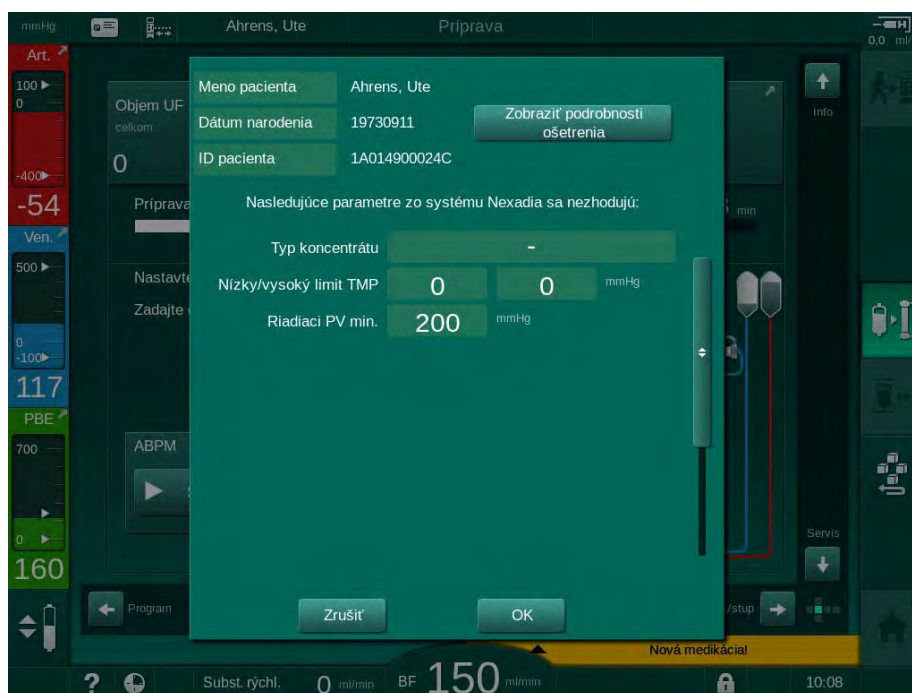 mmHg
Ahrens, Ute
Príprava
0,0 ml/
Art.
100
0
-400
-54
Ven.
500
0
-100
117
PBE
700
0
160
Objem UF
celkom
0
Príprava
min
Nastavte
Zadajte
ABPM
Info
Servis
Meno pacienta Ahrens, Ute
Dátum narodenia 19730911
Zobraziť podrobnosti
ošetrenia
ID pacienta 1A014900024C
Nasledujúce parametre zo systému Nexadia sa nezhodujú:
Typ koncentrátu -
Nízky/vysoký limit TMP 0 0 mmHg
Riadiaci PV min. 200 mmHg
Zrušiť OK
Program
/stup
Nová medikácia!
? Subst. rýchl. 0 ml/min BF 150 ml/min 10:08